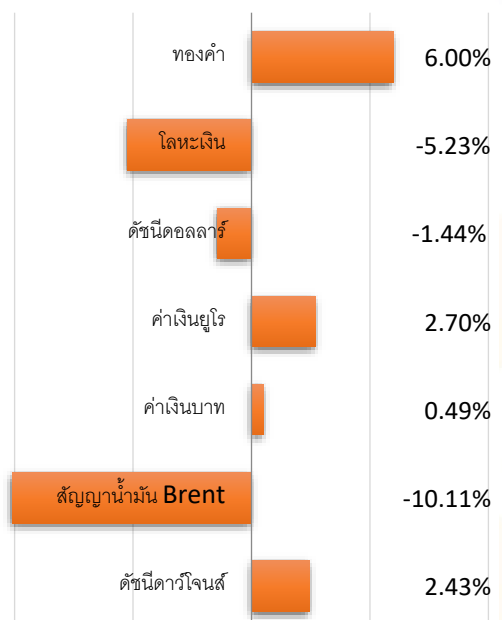 ทองคำ 6.00%
โลหะเงิน -5.23%
ดัชนีดอลลาร์ -1.44%
ค่าเงินยูโร 2.70%
ค่าเงินบาท 0.49%
สัญญาน้ำมัน Brent -10.11%
ดัชนีดาว์โจนส์ 2.43%